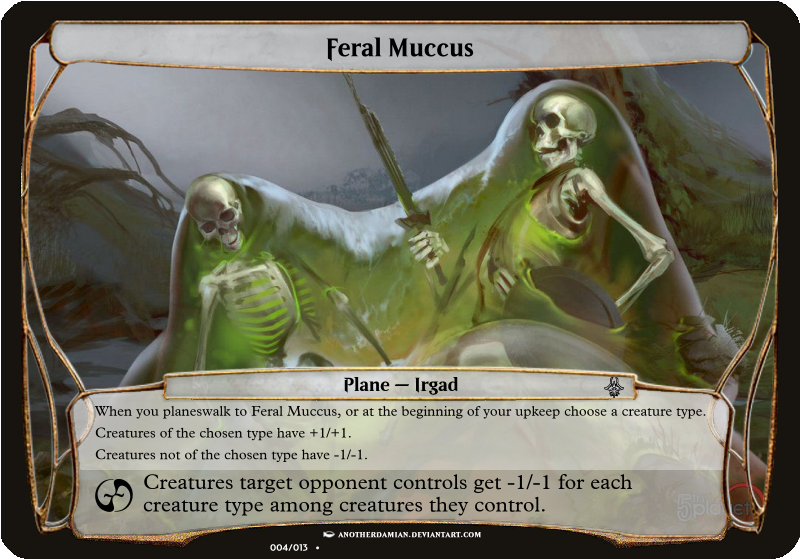 Feral Muccus
Plane — Irgad
When you planeswalk to Feral Muccus, or at the beginning of your upkeep choose a creature type.
Creatures of the chosen type have +1/+1.
Creatures not of the chosen type have -1/-1.
Creatures target opponent controls get -1/-1 for each
creature type among creatures they control.
5planet
ANOTHERDAMIAN.DEVIANTART.COM
004/013 •